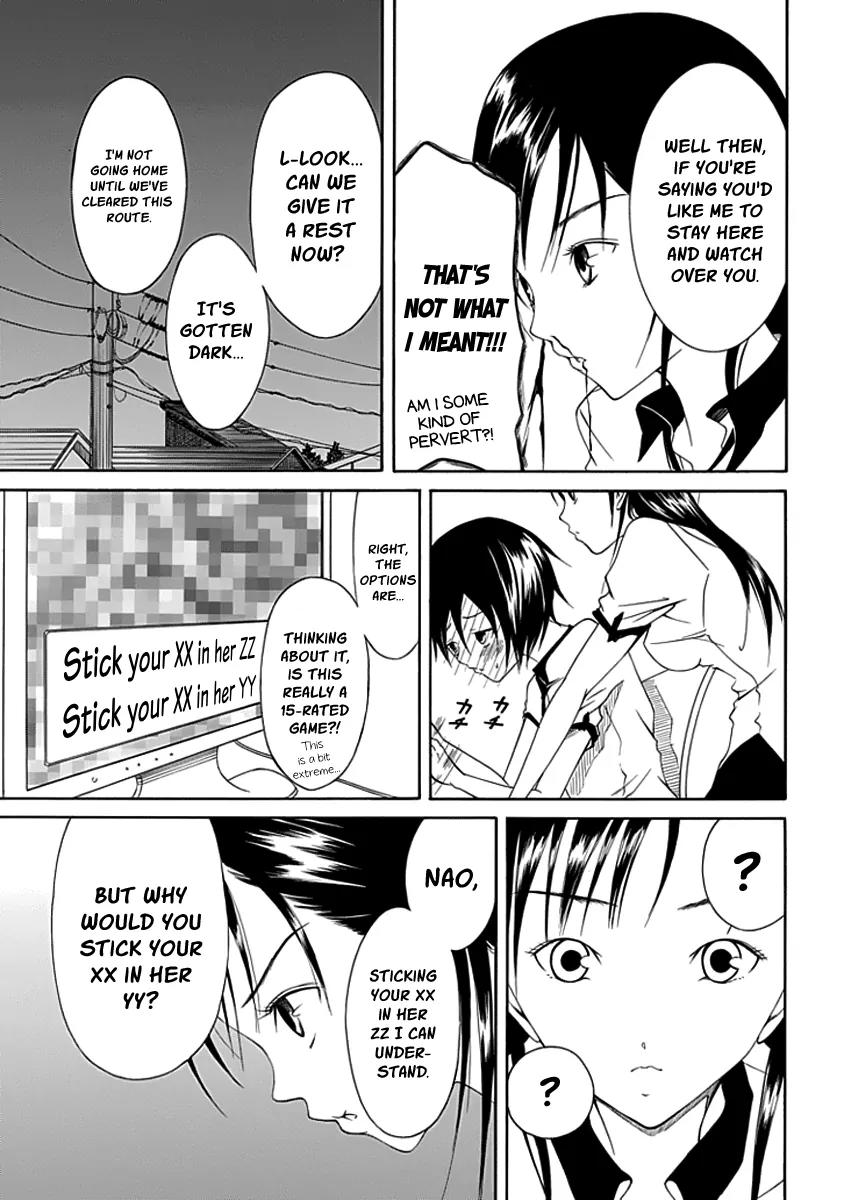 WELL THEN,
IF YOU'RE
SAYING YOU'D
LIKE ME TO
STAY HERE
AND WATCH
OVER YOU.
THAT'S
NOT WHAT
I MEANT!!!
AM I SOME
KIND OF
PERVERT?!
L-LOOK...
CAN WE
GIVE IT
A REST
NOW?
IT'S
GOTTEN
DARK...
I'M NOT
GOING HOME
UNTIL WE'VE
CLEARED THIS
ROUTE.
カチ
カチ
RIGHT,
THE
OPTIONS
ARE...
THINKING
ABOUT IT,
IS THIS
REALLY A
15-RATED
GAME?!
This
is a bit
extreme...
Stick your XX in her ZZ
Stick your XX in her YY
?
?
NAO,
STICKING
YOUR XX
IN HER
ZZ I CAN
UNDER-
STAND.
BUT WHY
WOULD YOU
STICK YOUR
XX IN HER
YY?